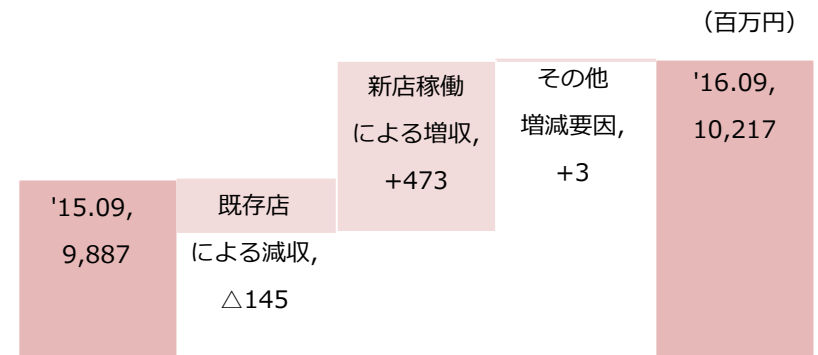 （百万円）
'15.09,
9,887
既存店
による減収,
△145
新店稼働
による増収,
+473
その他
増減要因,
+3
'16.09,
10,217